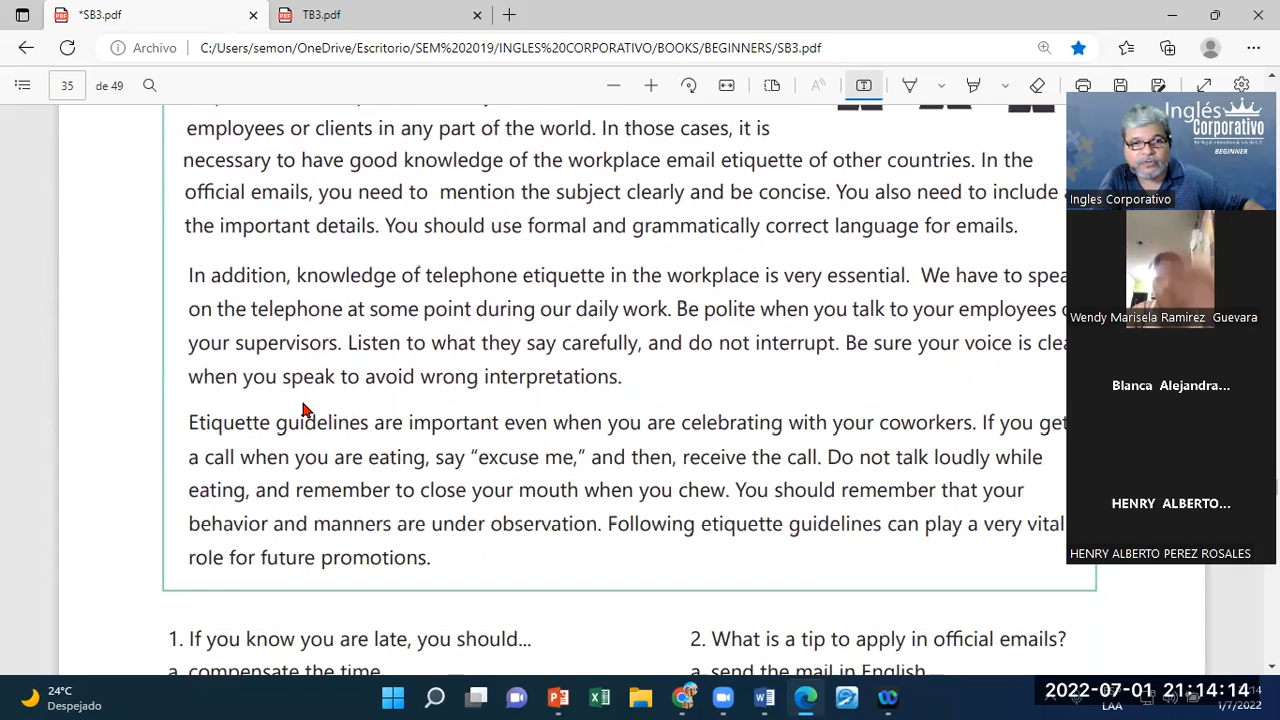 *SB3.pdf
TB3.pdf
Archivo
C:/Users/semon/OneDrive/Escritorio/SEM%202019/INGLES%20CORPORATIVO/BOOKS/BEGINNERS/SB3.pdf
35
de 49
employees or clients in any part of the world. In those cases, it is
necessary to have good knowledge of the workplace email etiquette of other countries. In the
official emails, you need to mention the subject clearly and be concise. You also need to include
the important details. You should use formal and grammatically correct language for emails.
In addition, knowledge of telephone etiquette in the workplace is very essential. We have to spea
on the telephone at some point during our daily work. Be polite when you talk to your employees
your supervisors. Listen to what they say carefully, and do not interrupt. Be sure your voice is clea
when you speak to avoid wrong interpretations.
Etiquette guidelines are important even when you are celebrating with your coworkers. If you get
a call when you are eating, say “excuse me,” and then, receive the call. Do not talk loudly while
eating, and remember to close your mouth when you chew. You should remember that your
behavior and manners are under observation. Following etiquette guidelines can play a very vital
role for future promotions.
1. If you know you are late, you should...
a. compensate the time.
2. What is a tip to apply in official emails?
a. send the mail in English
Inglés
Corporativo
BEGINNER
Ingles Corporativo
Wendy Marisela Ramirez Guevara
Blanca Alejandra...
HENRY ALBERTO...
HENRY ALBERTO PEREZ ROSALES
24°C
Despejado
LAA
2022-07-01 21:14:14
1/7/2022